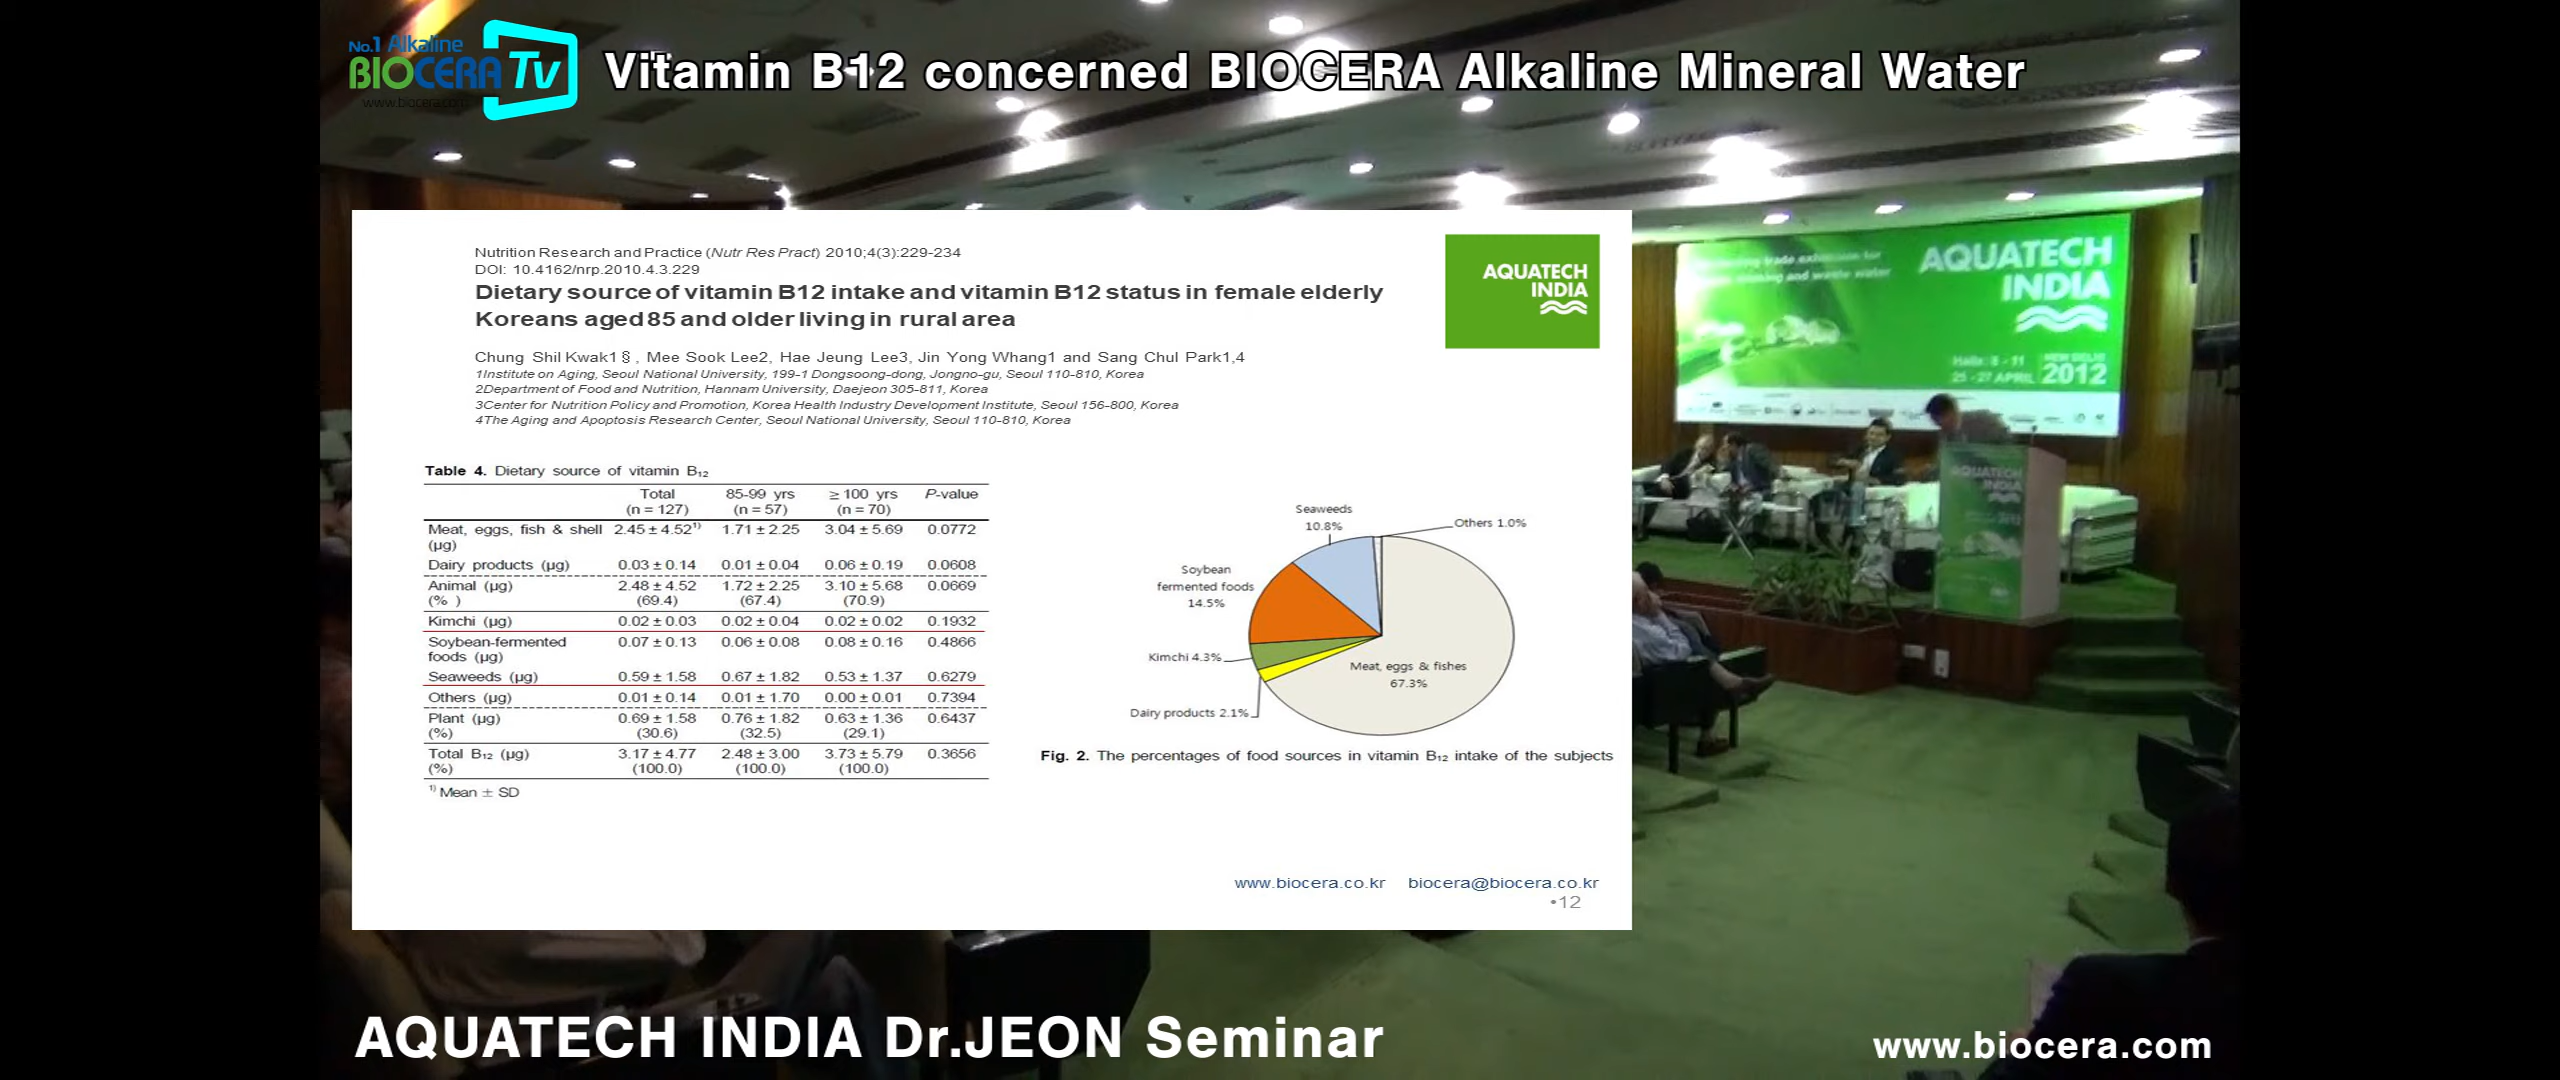 No.1 Alkaline
BIOCERA Tv
www.biocera.com
Vitamin B12 concerned BIOCERA Alkaline Mineral Water
Nutrition Research and Practice (Nutr Res Pract) 2010;4(3):229-234
DOI: 10.4162/nrp.2010.4.3.229
Dietary source of vitamin B12 intake and vitamin B12 status in female elderly
Koreans aged 85 and older living in rural area
Chung Shil Kwak1§, Mee Sook Lee2, Hae Jeung Lee3, Jin Yong Whang1 and Sang Chul Park1,4
1Institute on Aging, Seoul National University, 199-1 Dongsoong-dong, Jongno-gu, Seoul 110-810, Korea
2Department of Food and Nutrition, Hannam University, Daejeon 305-811, Korea
3Center for Nutrition Policy and Promotion, Korea Health Industry Development Institute, Seoul 156-800, Korea
4The Aging and Apoptosis Research Center, Seoul National University, Seoul 110-810, Korea
AQUATECH
INDIA
Table 4. Dietary source of vitamin B₁₂
Total 85-99 yrs ≥ 100 yrs P-value
(n = 127) (n = 57) (n = 70)
Meat, eggs, fish & shell 2.45 ± 4.52¹⁾ 1.71 ± 2.25 3.04 ± 5.69 0.0772
(μg)
Dairy products (μg) 0.03 ± 0.14 0.01 ± 0.04 0.06 ± 0.19 0.0608
Animal (μg) 2.48 ± 4.52 1.72 ± 2.25 3.10 ± 5.68 0.0669
(% ) (69.4) (67.4) (70.9)
Kimchi (μg) 0.02 ± 0.03 0.02 ± 0.04 0.02 ± 0.02 0.1932
Soybean-fermented 0.07 ± 0.13 0.06 ± 0.08 0.08 ± 0.16 0.4866
foods (μg)
Seaweeds (μg) 0.59 ± 1.58 0.67 ± 1.82 0.53 ± 1.37 0.6279
Others (μg) 0.01 ± 0.14 0.01 ± 1.70 0.00 ± 0.01 0.7394
Plant (μg) 0.69 ± 1.58 0.76 ± 1.82 0.63 ± 1.36 0.6437
(%) (30.6) (32.5) (29.1)
Total B₁₂ (μg) 3.17 ± 4.77 2.48 ± 3.00 3.73 ± 5.79 0.3656
(%) (100.0) (100.0) (100.0)
¹⁾ Mean ± SD
Seaweeds
10.8%
Others 1.0%
Soybean
fermented foods
14.5%
Kimchi 4.3%
Meat, eggs & fishes
67.3%
Dairy products 2.1%
Fig. 2. The percentages of food sources in vitamin B₁₂ intake of the subjects
www.biocera.co.kr biocera@biocera.co.kr
•12
AQUATECH
INDIA
25 - 27 APRIL
2012
AQUATECH
INDIA
AQUATECH INDIA Dr.JEON Seminar
www.biocera.com